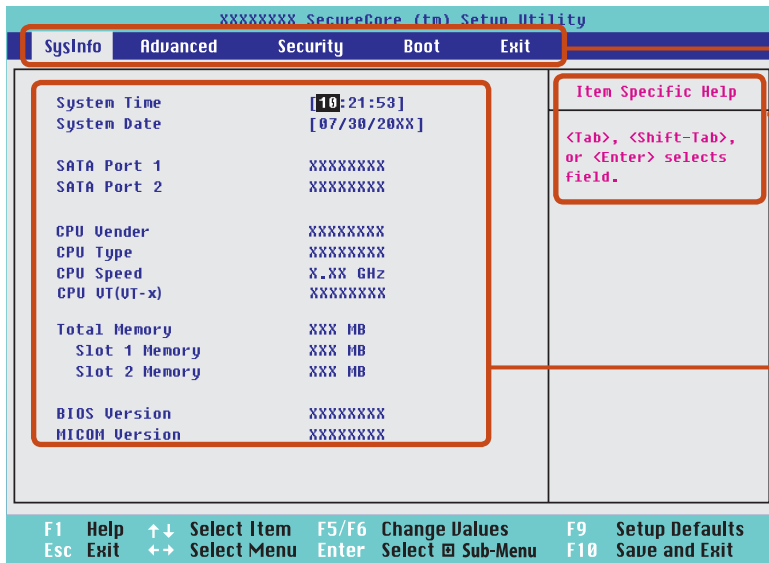 XXXXXXXX SecureCore (tm) Setup Utility
SysInfo Advanced Security Boot Exit
System Time [10:21:53]
System Date [07/30/20XX]
SATA Port 1 XXXXXXXX
SATA Port 2 XXXXXXXX
CPU Vender XXXXXXXX
CPU Type XXXXXXXX
CPU Speed X.XX GHz
CPU VT(VT-x) XXXXXXXX
Total Memory XXX MB
Slot 1 Memory XXX MB
Slot 2 Memory XXX MB
BIOS Version XXXXXXXX
MICOM Version XXXXXXXX
Item Specific Help
<Tab>, <Shift-Tab>,
or <Enter> selects
field.
F1 Help ↑↓ Select Item F5/F6 Change Values F9 Setup Defaults
Esc Exit ←→ Select Menu Enter Select ⊡ Sub-Menu F10 Save and Exit